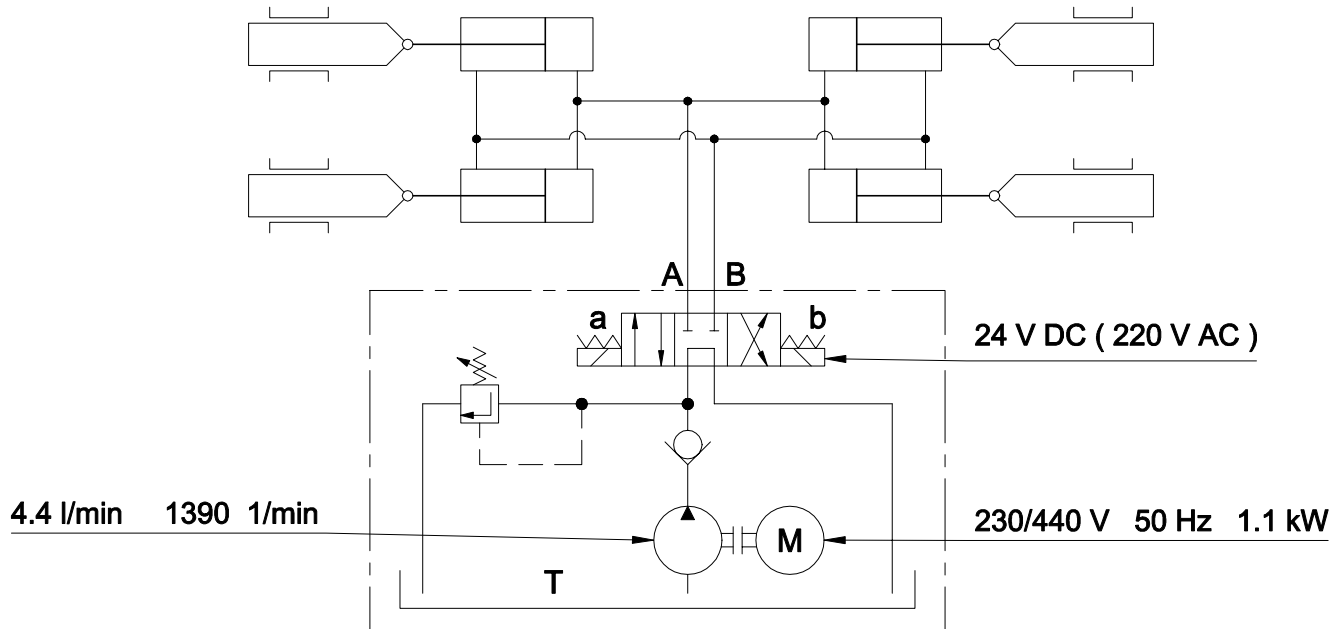 A B
a b
24 V DC ( 220 V AC )
4.4 l/min 1390 1/min
230/440 V 50 Hz 1.1 kW
M
T